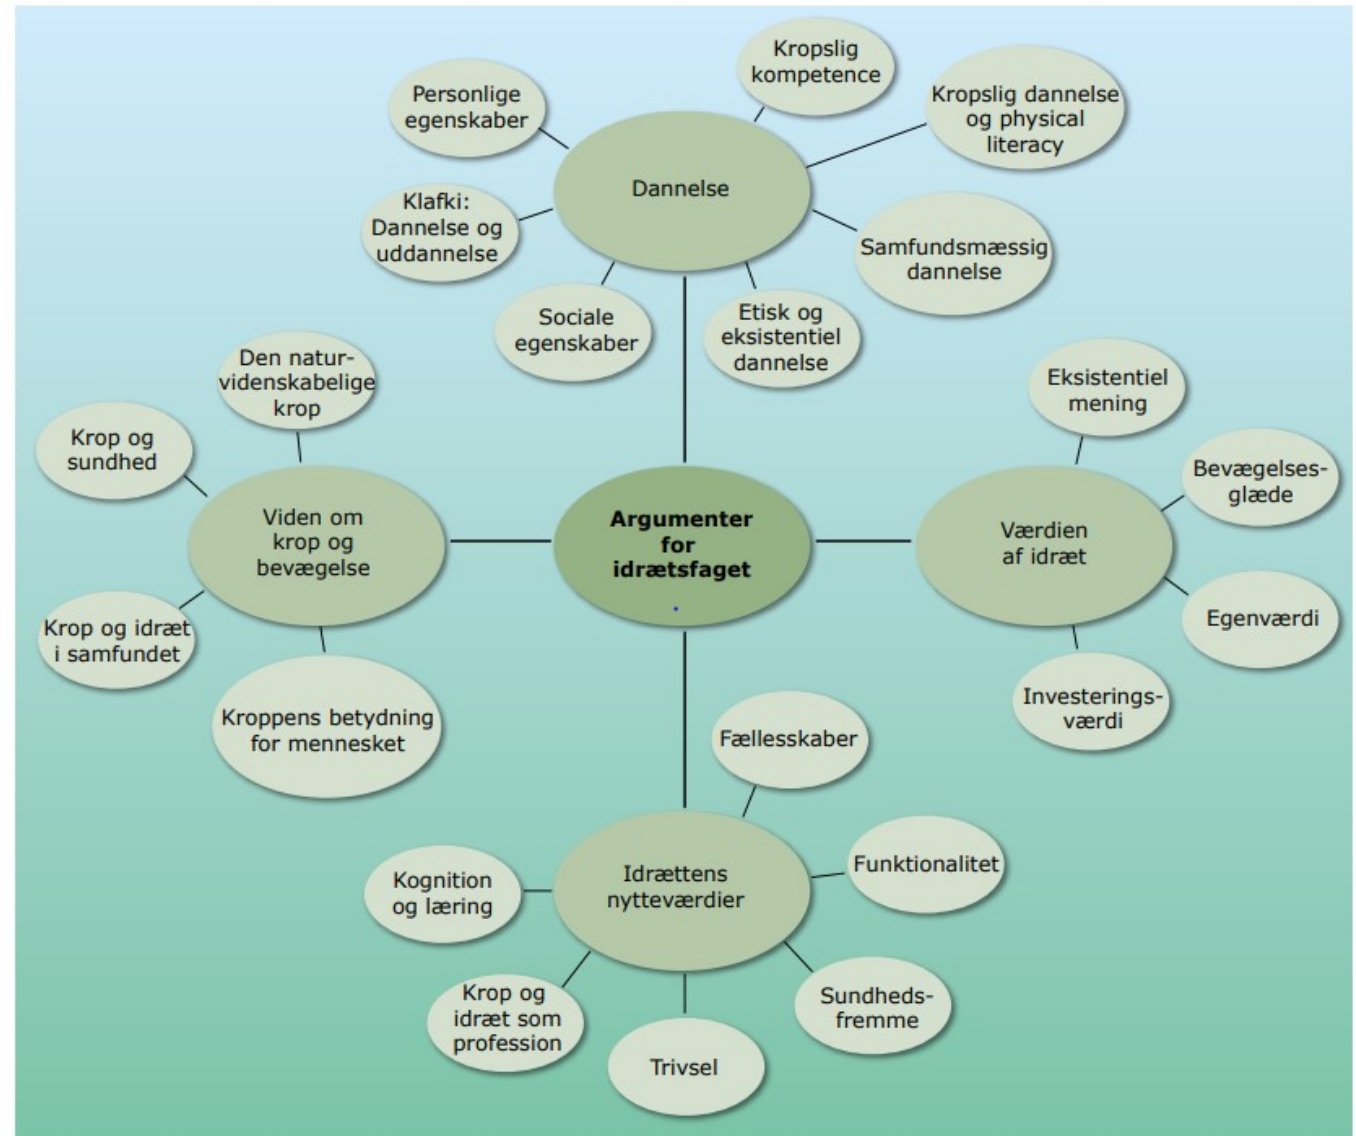 Kropslig
kompetence
Personlige
egenskaber
Kropslig dannelse
og physical
literacy
Dannelse
Klafki:
Dannelse og
uddannelse
Samfundsmæssig
dannelse
Sociale
egenskaber
Etisk og
eksistentiel
dannelse
Den natur-
videnskabelige
krop
Eksistentiel
mening
Krop og
sundhed
Bevægelses-
glæde
Viden om
krop og
bevægelse
Argumenter
for
idrætsfaget
Værdien
af idræt
Krop og idræt
i samfundet
Egenværdi
Kroppens betydning
for mennesket
Investerings-
værdi
Fællesskaber
Idrættens
nytteværdier
Funktionalitet
Kognition
og læring
Krop og
idræt som
profession
Sundheds-
fremme
Trivsel